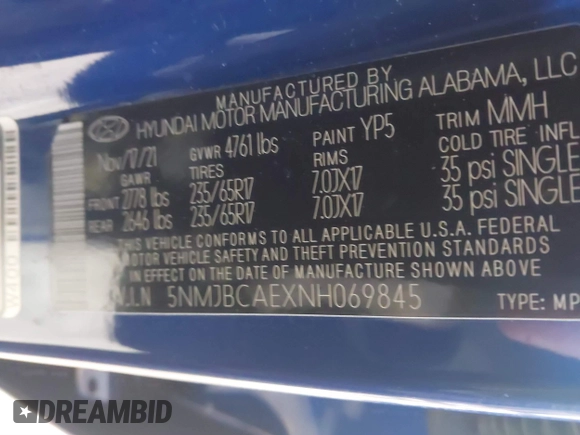 MANUFACTURED BY
HYUNDAI MOTOR MANUFACTURING ALABAMA, LLC
Nov/17/21 GVWR 4761 lbs PAINT YP5 TRIM MMH
GAWR TIRES RIMS COLD TIRE INFL
FRONT 2778 lbs 235/65R17 7.0JX17 35 psi SINGLE
REAR 2646 lbs 235/65R17 7.0JX17 35 psi SINGLE
THIS VEHICLE CONFORMS TO ALL APPLICABLE U.S.A. FEDERAL
MOTOR VEHICLE SAFETY AND THEFT PREVENTION STANDARDS
IN EFFECT ON THE DATE OF MANUFACTURE SHOWN ABOVE.
V.I.N 5NMJBCAEXNH069845 TYPE: MP
DREAMBID